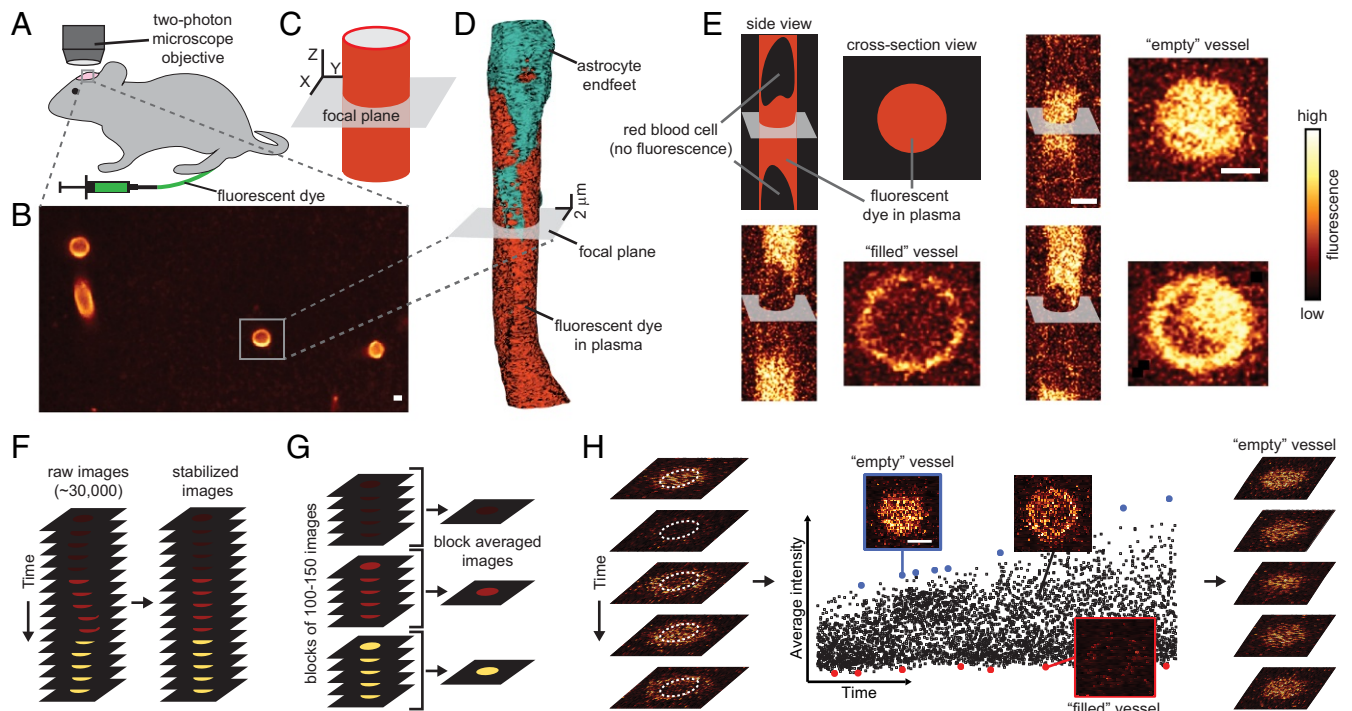 A
two-photon
microscope
objective
fluorescent dye
B
C
Z
Y
X
focal plane
D
astrocyte
endfeet
2 μm
focal plane
fluorescent dye
in plasma
E
side view
cross-section view
red blood cell
(no fluorescence)
fluorescent
dye in plasma
"empty" vessel
"filled" vessel
high
fluorescence
low
F
raw images
(~30,000)
stabilized
images
Time
G
blocks of 100-150 images
block averaged
images
H
Time
Average intensity
Time
"empty" vessel
"filled" vessel
"empty" vessel